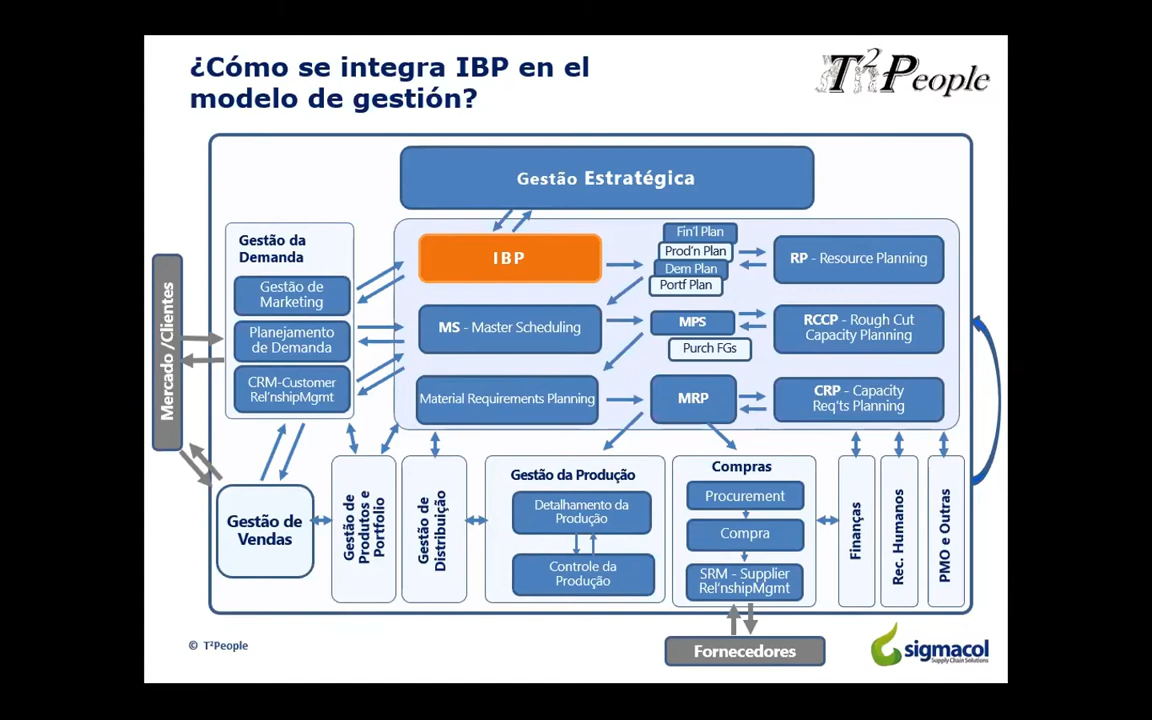 ¿Cómo se integra IBP en el
modelo de gestión?
T²People
Gestão Estratégica
Gestão da
Demanda
Gestão de
Marketing
Planejamento
de Demanda
CRM-Customer
Rel'nshipMgmt
Mercado /Clientes
IBP
Fin'l Plan
Prod'n Plan
Dem Plan
Portf Plan
RP - Resource Planning
MS - Master Scheduling
MPS
Purch FGs
RCCP - Rough Cut
Capacity Planning
Material Requirements Planning
MRP
CRP - Capacity
Req'ts Planning
Gestão de
Vendas
Gestão de
Produtos e
Portfolio
Gestão de
Distribuição
Gestão da Produção
Detalhamento da
Produção
Controle da
Produção
Compras
Procurement
Compra
SRM - Supplier
Rel'nshipMgmt
Finanças
Rec. Humanos
PMO e Outras
Fornecedores
© T²People
sigmacol
Supply Chain Solutions